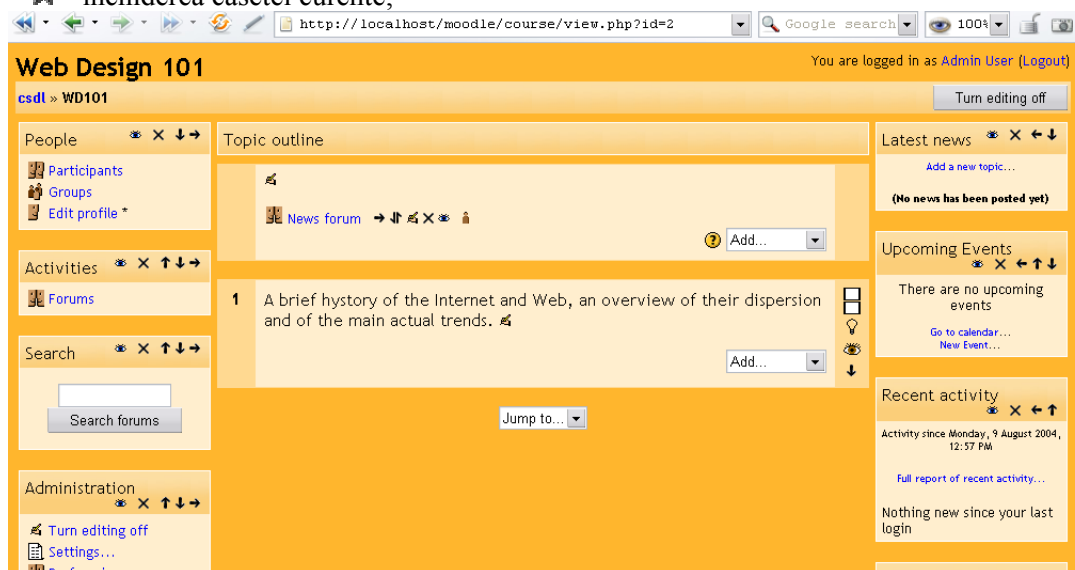 casetei curente;
http://localhost/moodle/course/view.php?id=2
Google search
100%
Web Design 101
You are logged in as Admin User (Logout)
csdl » WD101
Turn editing off
People
Participants
Groups
Edit profile *
Activities
Forums
Search
Search forums
Administration
Turn editing off
Settings...
Topic outline
News forum
? Add...
1 A brief hystory of the Internet and Web, an overview of their dispersion
and of the main actual trends.
Add...
Jump to...
Latest news
Add a new topic...
(No news has been posted yet)
Upcoming Events
There are no upcoming
events
Go to calendar...
New Event...
Recent activity
Activity since Monday, 9 August 2004,
12:57 PM
Full report of recent activity...
Nothing new since your last
login